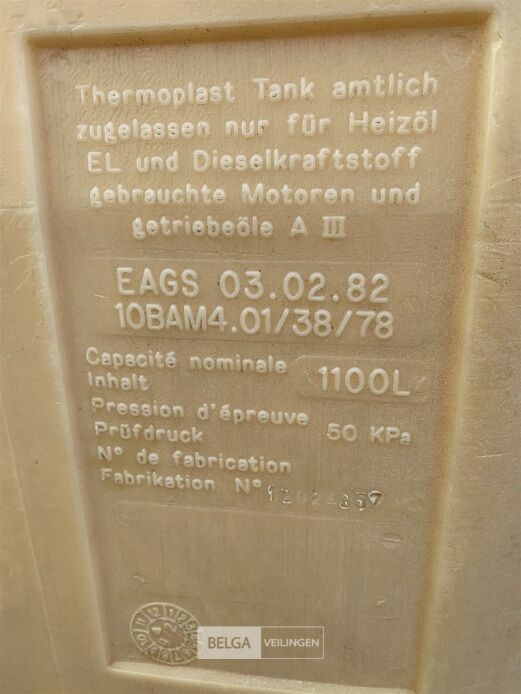 Thermoplast Tank amtlich
zugelassen nur für Heizöl
EL und Dieselkraftstoff
gebrauchte Motoren und
getriebeöle A III
EAGS 03.02.82
10BAM4.01/38/78
Capacité nominale
Inhalt 1100L
Pression d'épreuve
Prüfdruck 50 KPa
N° de fabrication
Fabrikation N°
BELGA VEILINGEN